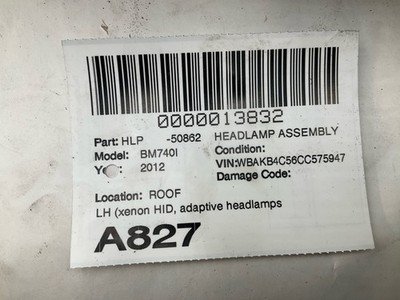 0000013832
Part: HLP -50862 HEADLAMP ASSEMBLY
Model: BM740I Condition:
Year: 2012 VIN:WBAKB4C56CC575947
Damage Code:
Location: ROOF
LH (xenon HID, adaptive headlamps
A827